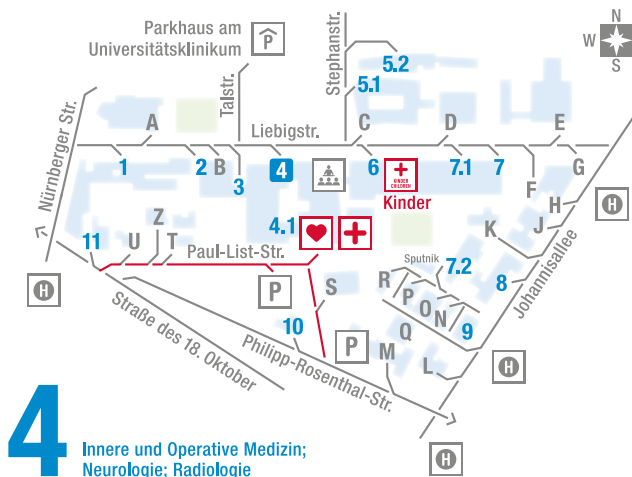 Parkhaus am
Universitätsklinikum
P
N
W
S
Stephanstr.
5.2
5.1
Talstr.
Nürnberger Str.
A
Liebigstr.
C
D
E
1
2
B
3
4
6
KINDER
CHILDREN
Kinder
7.1
7
F
G
H
H
J
K
Johannisallee
4.1
Z
11
U
T
Paul-List-Str.
H
P
S
Sputnik
7.2
8
R
P
O
N
9
Q
Straße des 18. Oktober
10
Philipp-Rosenthal-Str.
P
M
L
H
H
4
Innere und Operative Medizin;
Neurologie; Radiologie